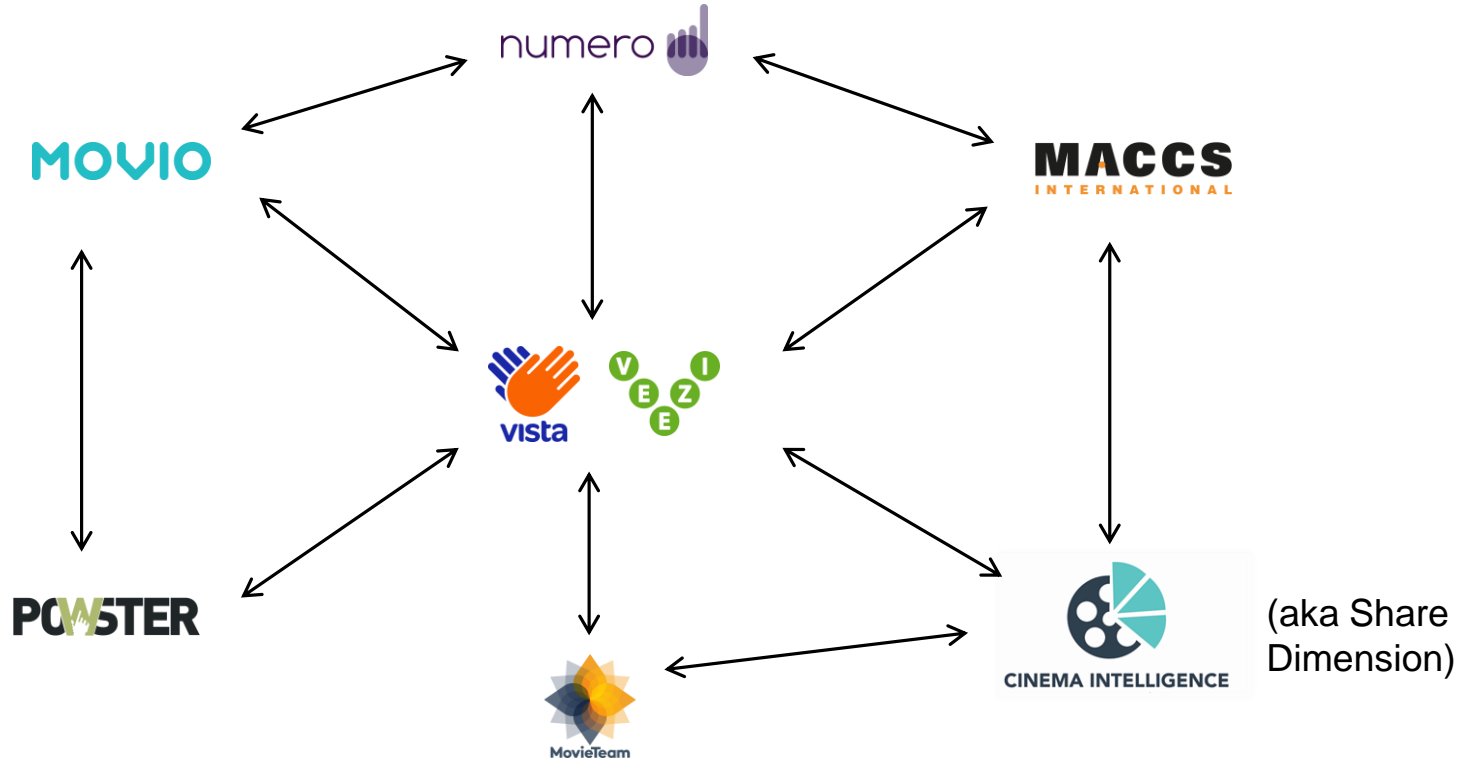 numero
MOVIO
MACCS
INTERNATIONAL
vista
VEEZI
POWSTER
(aka Share
Dimension)
CINEMA INTELLIGENCE
MovieTeam